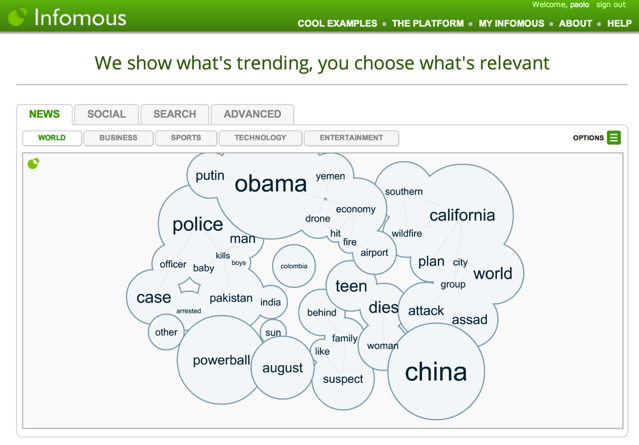 Welcome, paolo sign out
Infomous
COOL EXAMPLES THE PLATFORM MY INFOMOUS ABOUT HELP
We show what's trending, you choose what's relevant
NEWS SOCIAL SEARCH ADVANCED
WORLD BUSINESS SPORTS TECHNOLOGY ENTERTAINMENT OPTIONS
putin obama yemen
southern
drone economy california
police
hit
wildfire
man fire
airport
kills
officer baby boys colombia plan city
world
group
teen
case pakistan india
arrested
behind dies attack
assad
other sun
family
like woman
powerball august china
suspect